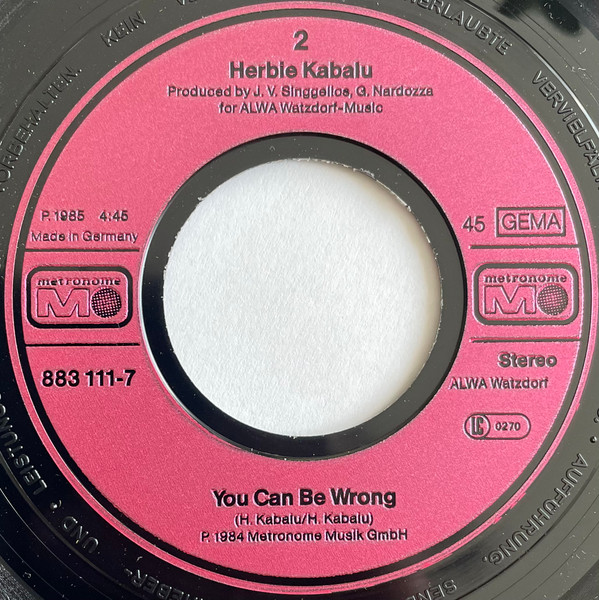 2
Herbie Kabalu
Produced by J. V. Singgelios, G. Nardozza
for ALWA Watzdorf-Music
P. 1985 4:45
Made in Germany
45 GEMA
metronome
M
metronome
M
883 111-7
Stereo
ALWA Watzdorf
LC 0270
You Can Be Wrong
(H. Kabalu/H. Kabalu)
P. 1984 Metronome Musik GmbH
VORBEHALTEN. KEIN
ERLAUBTE
AUFFÜHRUNG,
UND LEISTUNG